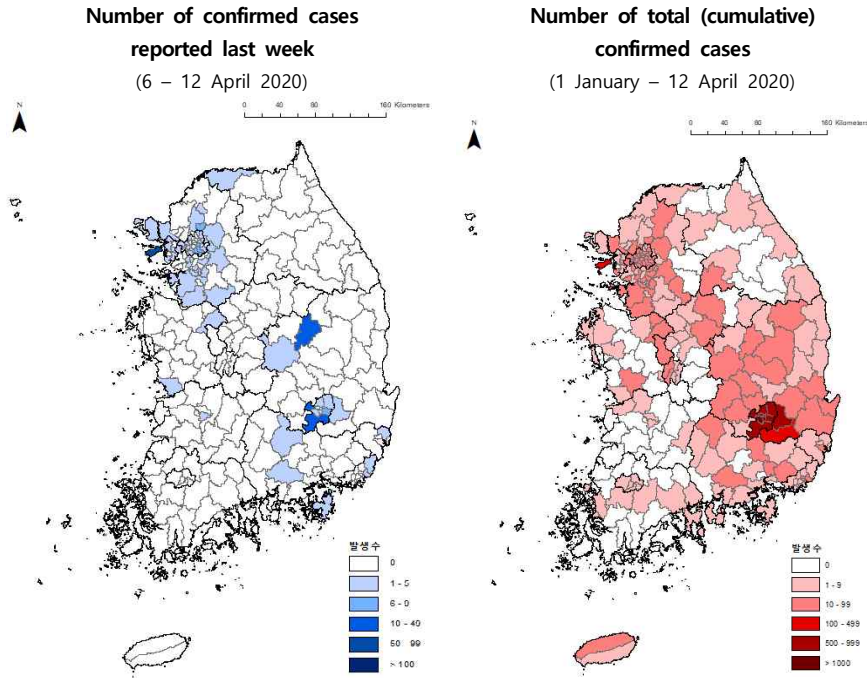 Number of confirmed cases
reported last week
(6 – 12 April 2020)
N
0 40 80 160 Kilometers
발생수
0
1 - 5
6 - 0
10 - 40
50 - 99
> 100
Number of total (cumulative)
confirmed cases
(1 January – 12 April 2020)
N
0 40 80 160 Kilometers
발생수
0
1 - 9
10 - 99
100 - 499
500 - 999
> 1000